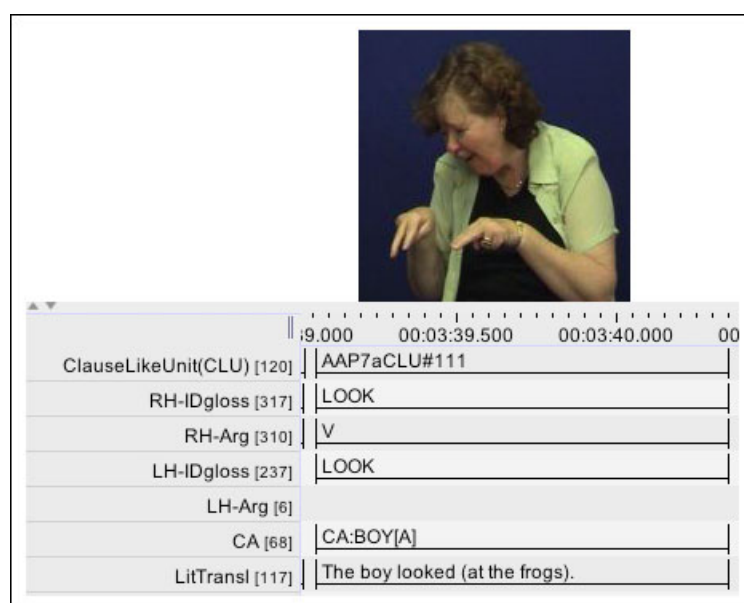 39.000 00:03:39.500 00:03:40.000 00
ClauseLikeUnit(CLU) [120] AAP7aCLU#111
RH-IDgloss [317] LOOK
RH-Arg [310] V
LH-IDgloss [237] LOOK
LH-Arg [6]
CA [68] CA:BOY[A]
LitTransl [117] The boy looked (at the frogs).